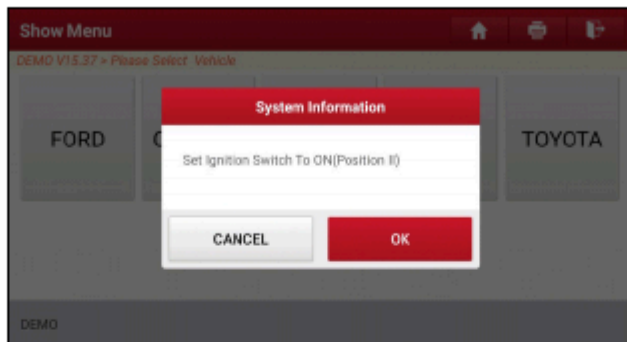 Show Menu
DEMO V15.37 > Please Select Vehicle
System Information
FORD
TOYOTA
Set Ignition Switch To ON(Position II)
CANCEL
OK
DEMO